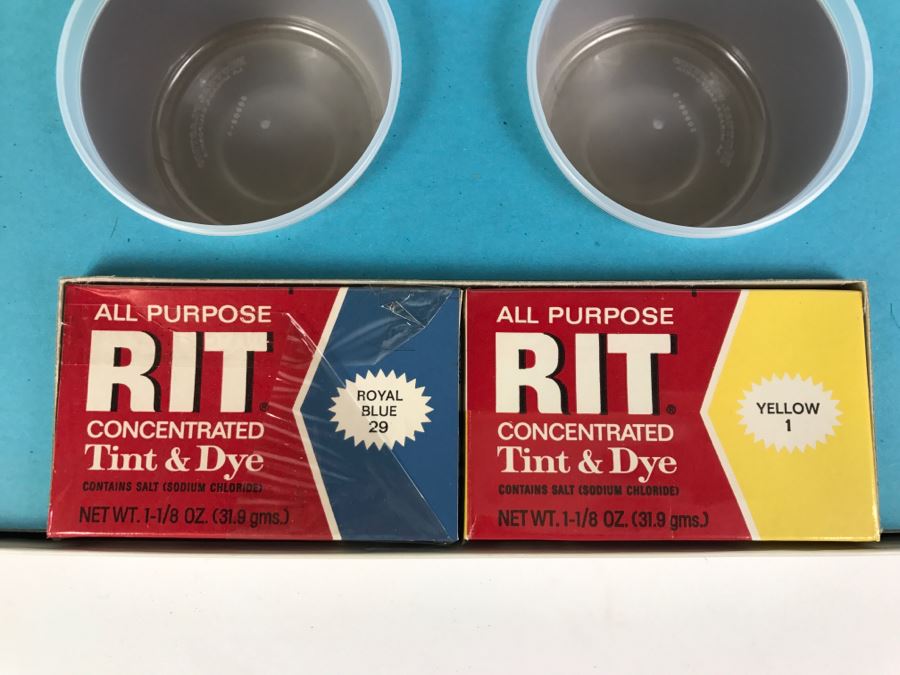 ALL PURPOSE
RIT®
CONCENTRATED
Tint & Dye
CONTAINS SALT (SODIUM CHLORIDE)
NET WT. 1-1/8 OZ. (31.9 gms.)
ROYAL
BLUE
29
ALL PURPOSE
RIT®
CONCENTRATED
Tint & Dye
CONTAINS SALT (SODIUM CHLORIDE)
NET WT. 1-1/8 OZ. (31.9 gms.)
YELLOW
1